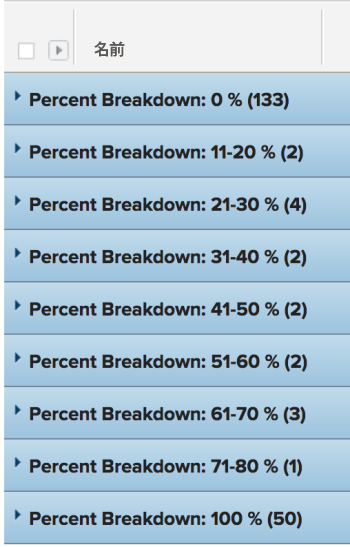 名前
Percent Breakdown: 0 % (133)
Percent Breakdown: 11-20 % (2)
Percent Breakdown: 21-30 % (4)
Percent Breakdown: 31-40 % (2)
Percent Breakdown: 41-50 % (2)
Percent Breakdown: 51-60 % (2)
Percent Breakdown: 61-70 % (3)
Percent Breakdown: 71-80 % (1)
Percent Breakdown: 100 % (50)